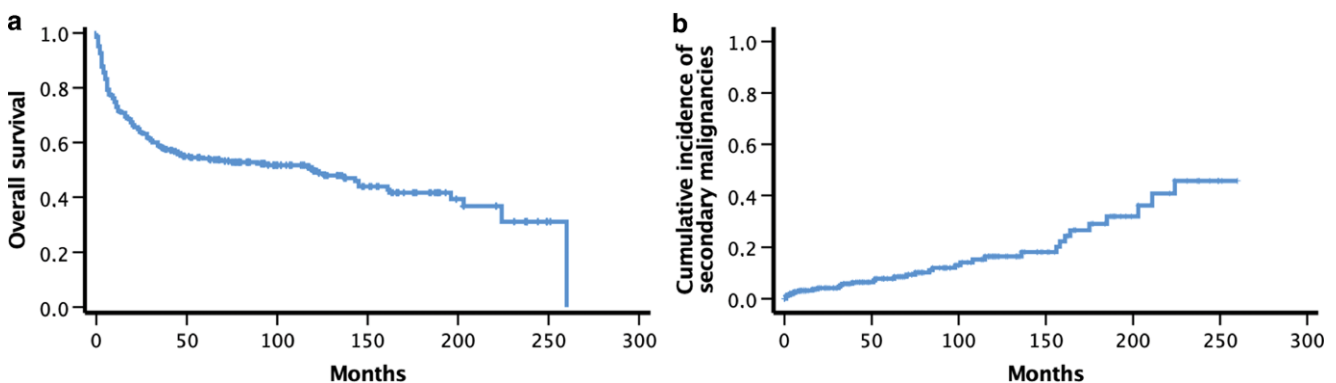 a
Overall survival
1.0
0.8
0.6
0.4
0.2
0.0
0 50 100 150 200 250 300
Months
b
Cumulative incidence of
secondary malignancies
1.0
0.8
0.6
0.4
0.2
0.0
0 50 100 150 200 250 300
Months